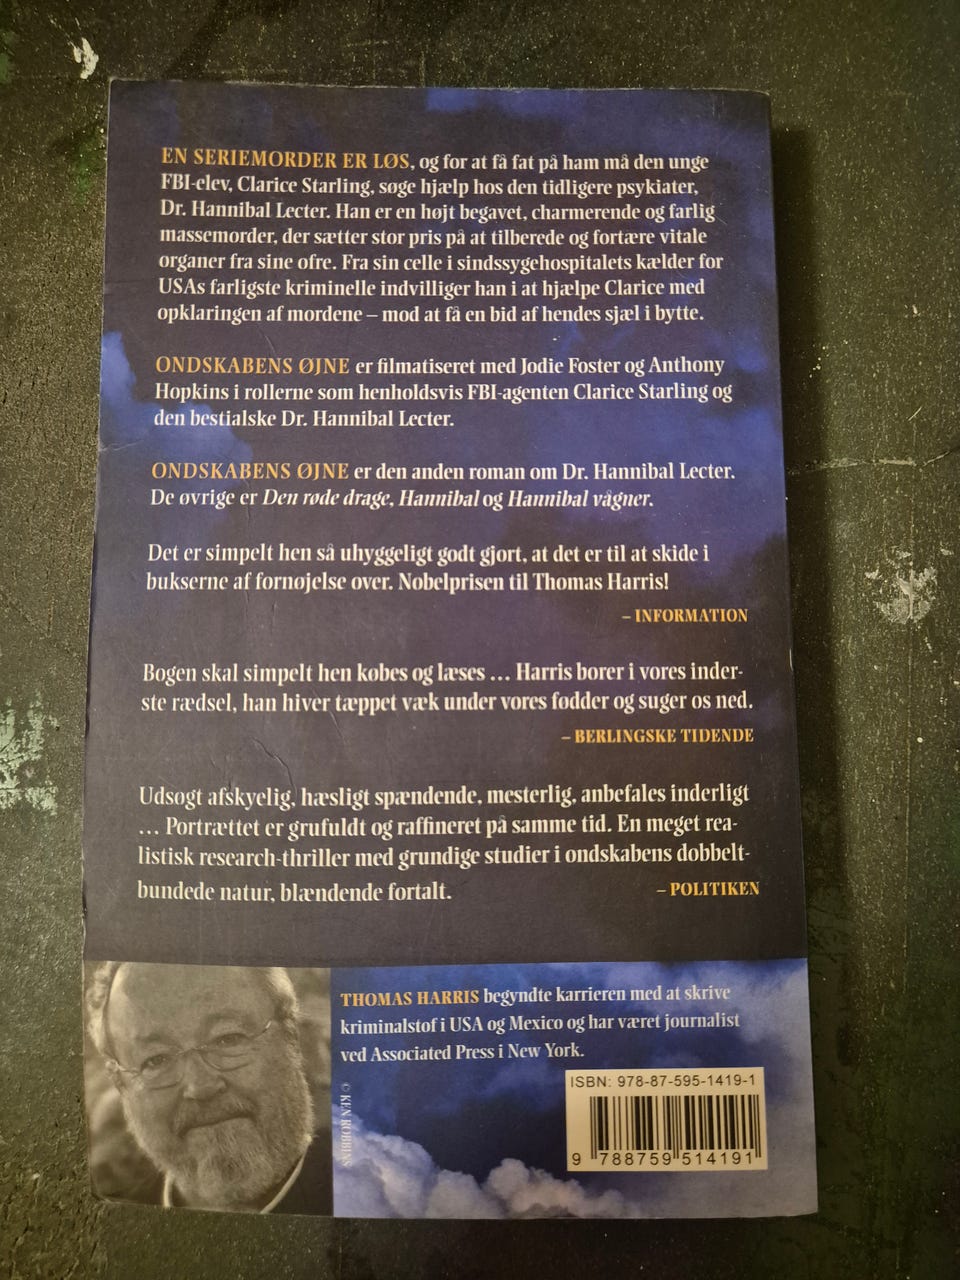 EN SERIEMORDER ER LØS, og for at få fat på ham må den unge
FBI-elev, Clarice Starling, søge hjælp hos den tidligere psykiater,
Dr. Hannibal Lecter. Han er en højt begavet, charmerende og farlig
massemorder, der sætter stor pris på at tilberede og fortære vitale
organer fra sine ofre. Fra sin celle i sindssygehospitalets kælder for
USAs farligste kriminelle indvilliger han i at hjælpe Clarice med
opklaringen af mordene – mod at få en bid af hendes sjæl i bytte.
ONDSKABENS ØJNE er filmatiseret med Jodie Foster og Anthony
Hopkins i rollerne som henholdsvis FBI-agenten Clarice Starling og
den bestialske Dr. Hannibal Lecter.
ONDSKABENS ØJNE er den anden roman om Dr. Hannibal Lecter.
De øvrige er Den røde drage, Hannibal og Hannibal vågner.
Det er simpelt hen så uhyggeligt godt gjort, at det er til at skide i
bukserne af fornøjelse over. Nobelprisen til Thomas Harris!
– INFORMATION
Bogen skal simpelt hen købes og læses ... Harris borer i vores inder-
ste rædsel, han hiver tæppet væk under vores fødder og suger os ned.
– BERLINGSKE TIDENDE
Udsøgt afskyelig, hæsligt spændende, mesterlig, anbefales inderligt
... Portrættet er grufuldt og raffineret på samme tid. En meget rea-
listisk research-thriller med grundige studier i ondskabens dobbelt-
bundede natur, blændende fortalt. – POLITIKEN
THOMAS HARRIS begyndte karrieren med at skrive
kriminalstof i USA og Mexico og har været journalist
ved Associated Press i New York.
© KEN ROBBINS
ISBN: 978-87-595-1419-1
9 788759 514191